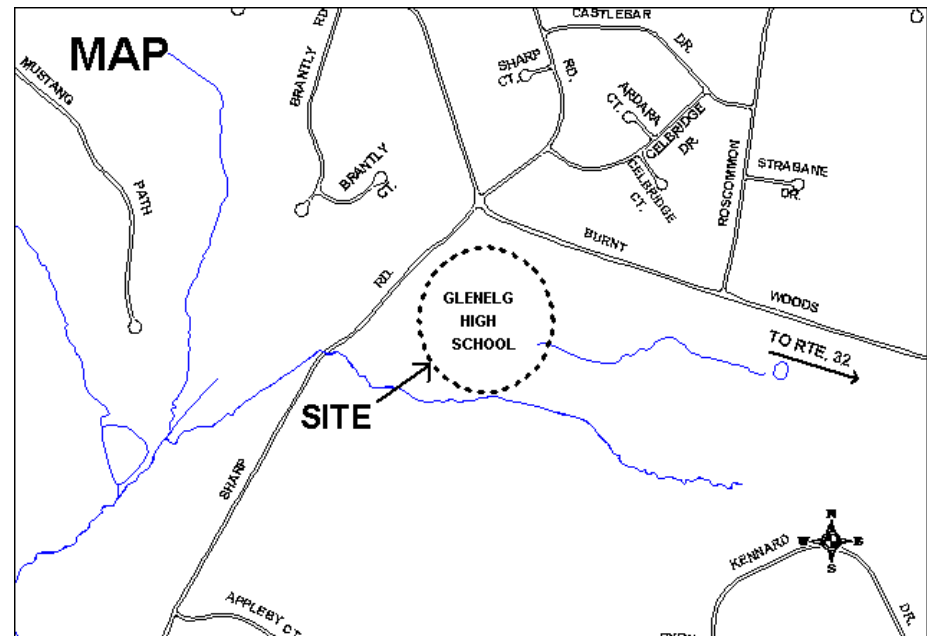 MAP
MUSTANG
PATH
BRANTLY
RD
BRANTLY
CT.
CASTLEBAR
DR.
SHARP
CT.
RD.
ARDARA
CT.
CELBRIDGE
DR
CELBRIDGE
CT.
ROSCOMMON
STRABANE
DR.
BURNT
WOODS
RD.
GLENELG
HIGH
SCHOOL
TO RTE. 32
SITE
SHARP
APPLEBY CT.
N
W E
S
KENNARD
DR.